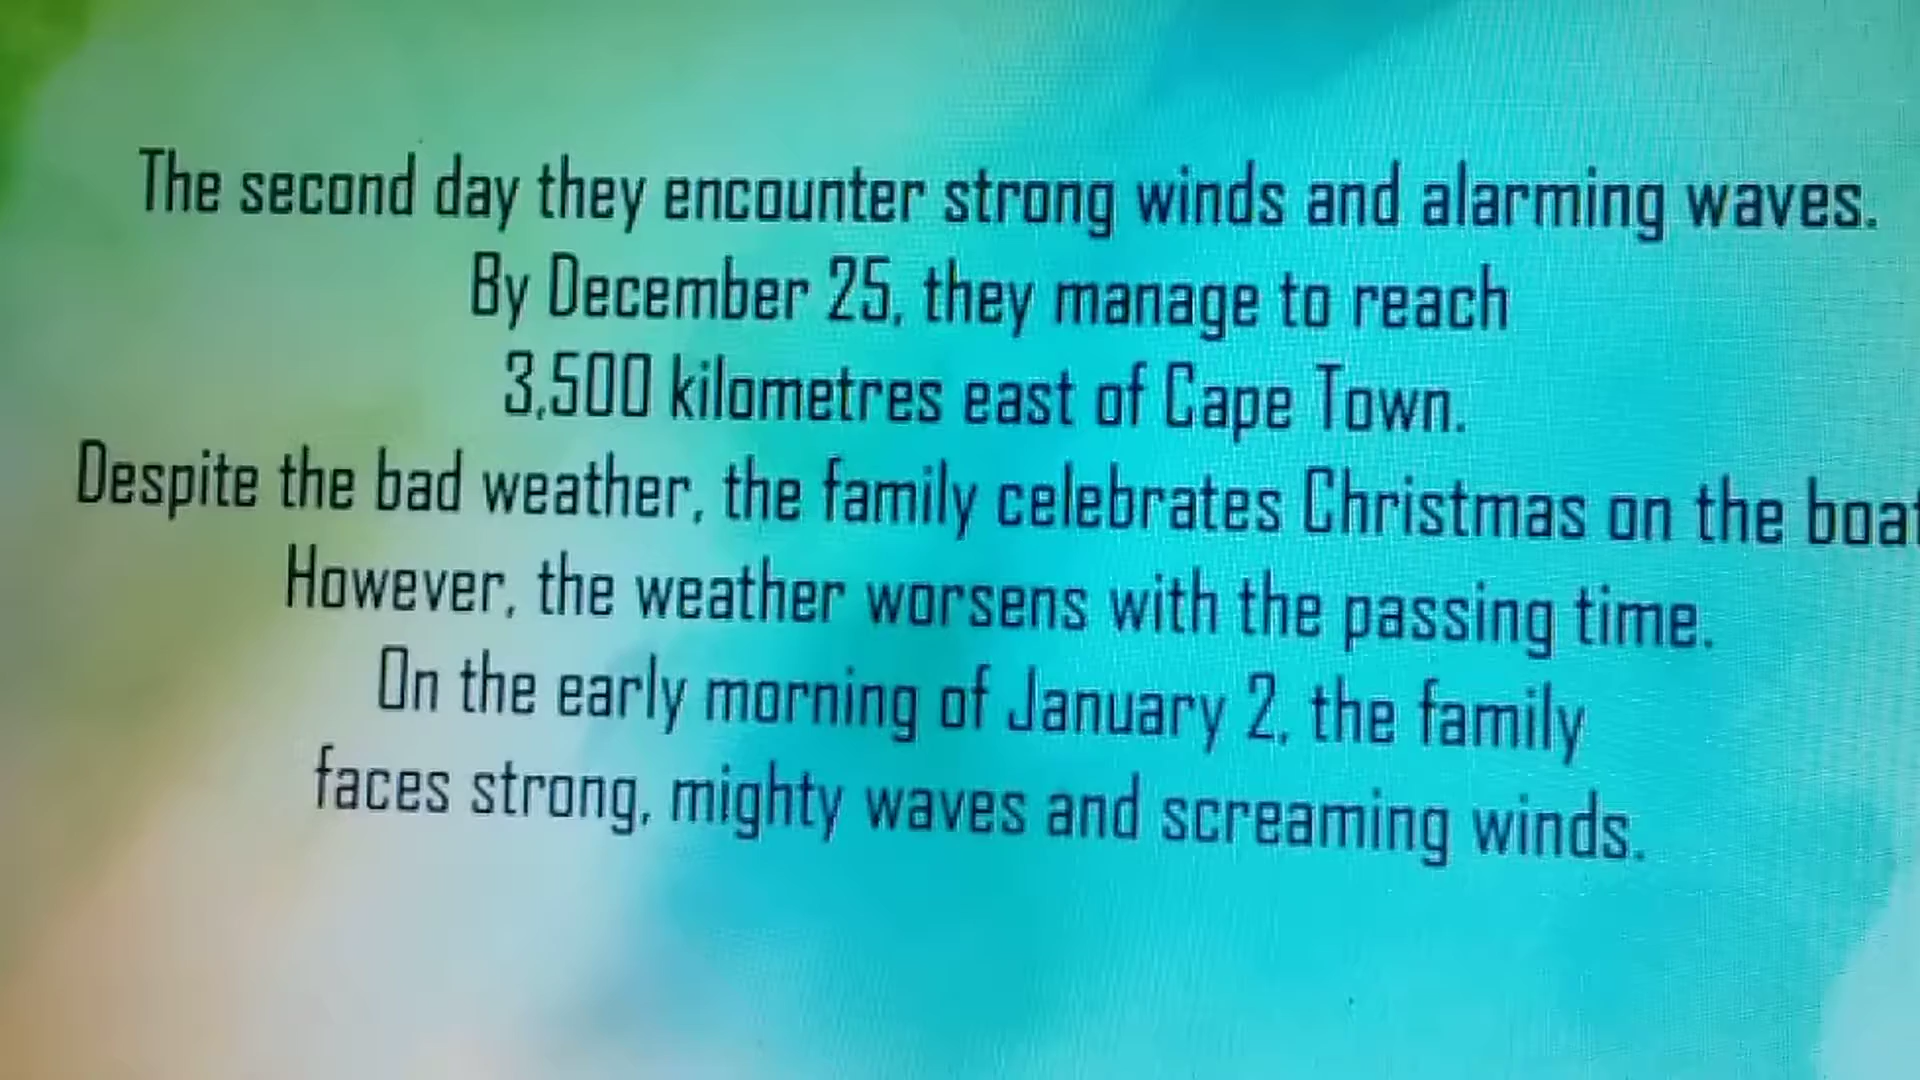 The second day they encounter strong winds and alarming waves.
By December 25, they manage to reach
3,500 kilometres east of Cape Town.
Despite the bad weather, the family celebrates Christmas on the
However, the weather worsens with the passing time.
On the early morning of January 2, the family
faces strong, mighty waves and screaming winds.